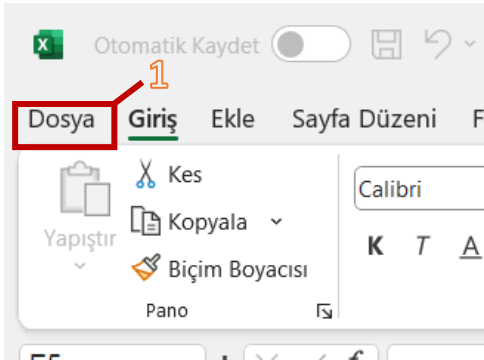 Otomatik Kaydet
1
Dosya Giriş Ekle Sayfa Düzeni F
Kes
Kopyala
Yapıştır
Biçim Boyacısı
Calibri
K T A
Pano